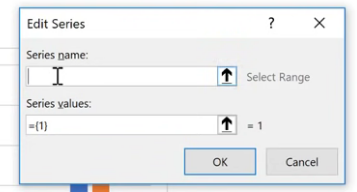 Edit Series
? ×
Series name:
Select Range
Series values:
={1}
= 1
OK
Cancel